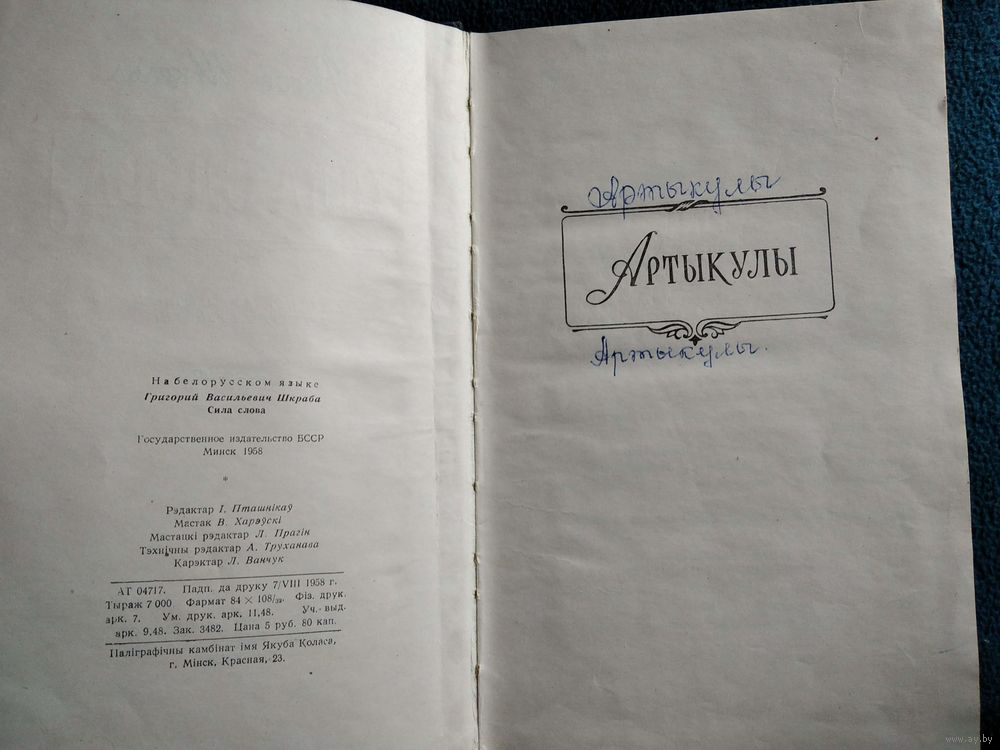 На белорусском языке
Григорий Васильевич Шкраба
Сила слова
Государственное издательство БССР
Минск 1958
*
Рэдактар І. Пташнікаў
Мастак В. Харэўскі
Мастацкі рэдактар Л. Прагін
Тэхнічны рэдактар А. Труханава
Карэктар Л. Ванчук
АТ 04717. Падп. да друку 7/VIII 1958 г.
Тыраж 7 000 Фармат 84 × 108/32. Фіз. друк.
арк. 7. Ум. друк. арк. 11,48. Уч.-выд.
арк. 9,48. Зак. 3482. Цана 5 руб. 80 кап.
Паліграфічны камбінат імя Якуба Коласа,
г. Мінск, Красная, 23.
Артыкулы
Артыкулы
Артыкулы.
www.ay.by